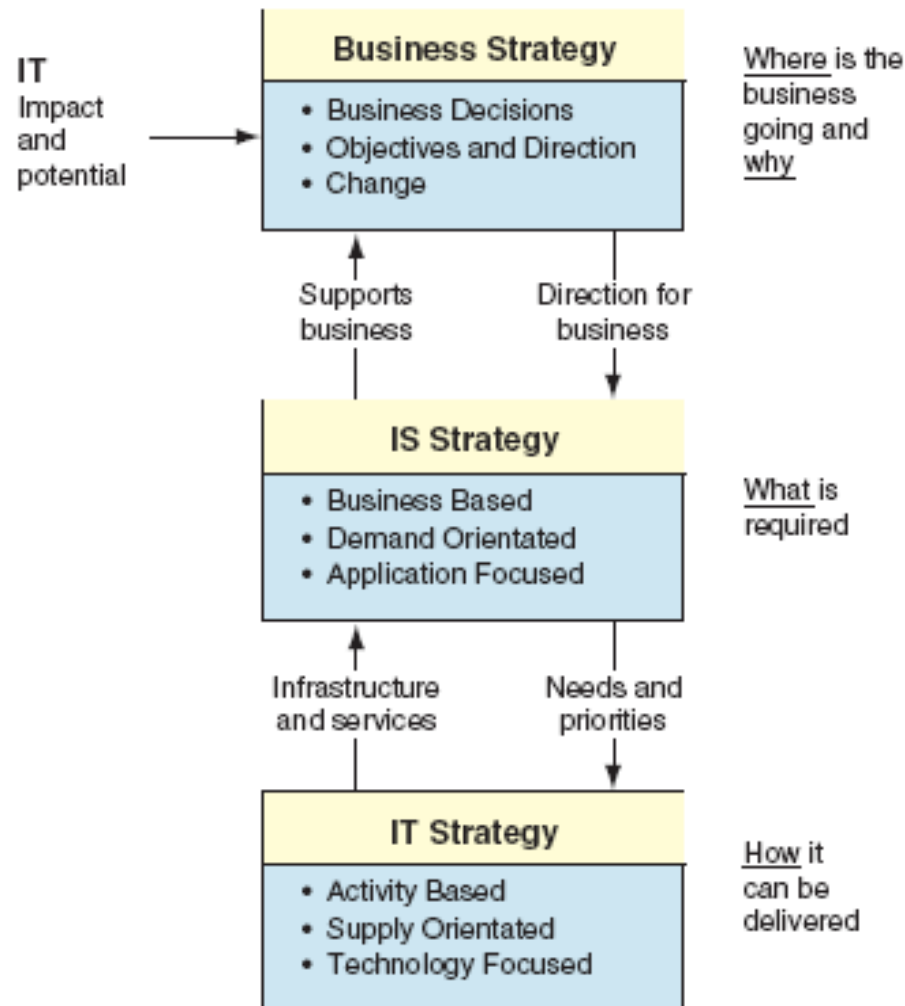 Business Strategy
IT
Impact
and
potential
• Business Decisions
• Objectives and Direction
• Change
Where is the
business
going and
why
Supports
business
Direction for
business
IS Strategy
• Business Based
• Demand Orientated
• Application Focused
What is
required
Infrastructure
and services
Needs and
priorities
IT Strategy
• Activity Based
• Supply Orientated
• Technology Focused
How it
can be
delivered